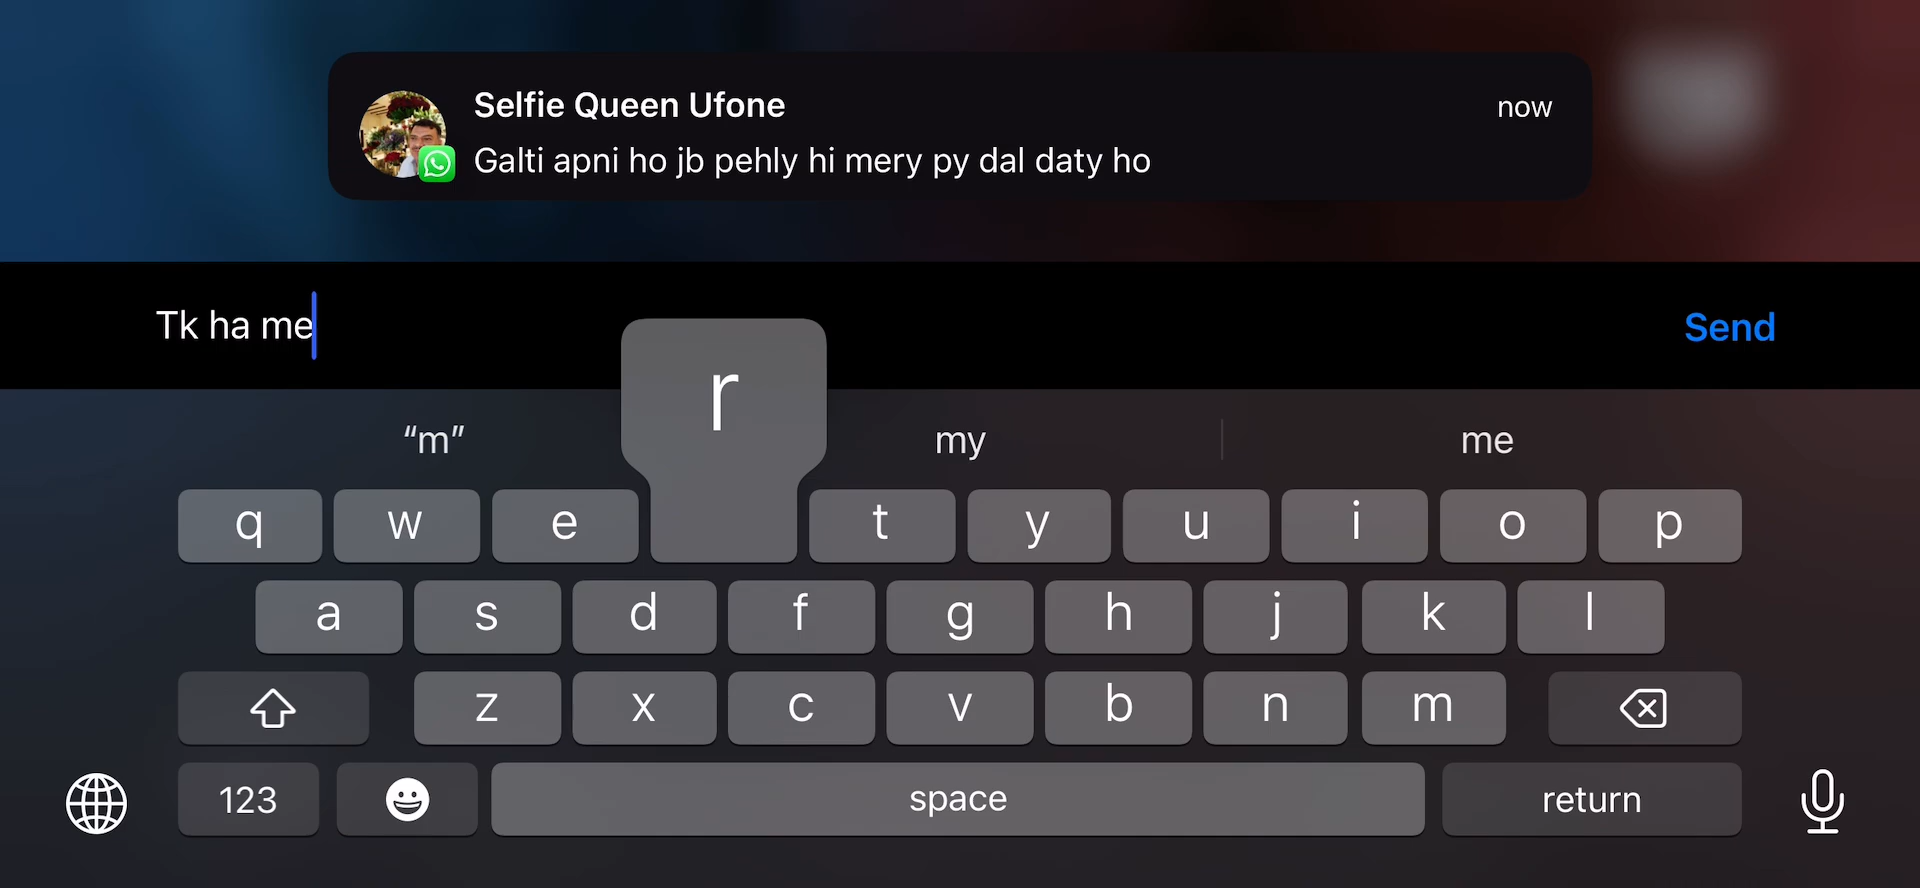 Selfie Queen Ufone
now
Galti apni ho jb pehly hi mery py dal daty ho
Tk ha me
Send
r
“m”
my
me
q w e t y u i o p
a s d f g h j k l
z x c v b n m
123
space
return